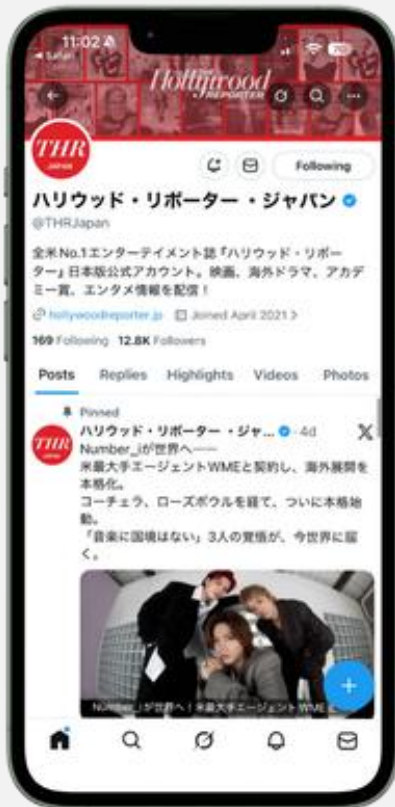 11:02
Safari
70
Hollywood
REPORTER
THR
JAPAN
Following
ハリウッド・リポーター ・ジャパン
@THRJapan
全米No.1エンターテイメント誌『ハリウッド・リポー
ター』日本版公式アカウント。映画、海外ドラマ、アカデ
ミー賞、エンタメ情報を配信！
hollywoodreporter.jp Joined April 2021 >
169 Following 12.8K Followers
Posts Replies Highlights Videos Photos
Pinned
ハリウッド・リポーター ・ジャ... · 4d
THR
Number_iが世界へ——
米最大手エージェントWMEと契約し、海外展開を
本格化。
コーチェラ、ローズボウルを経て、ついに本格始
動。
「音楽に国境はない」3人の覚悟が、今世界に届
く。
Number_iが世界へ！米最大手エージェント WME と